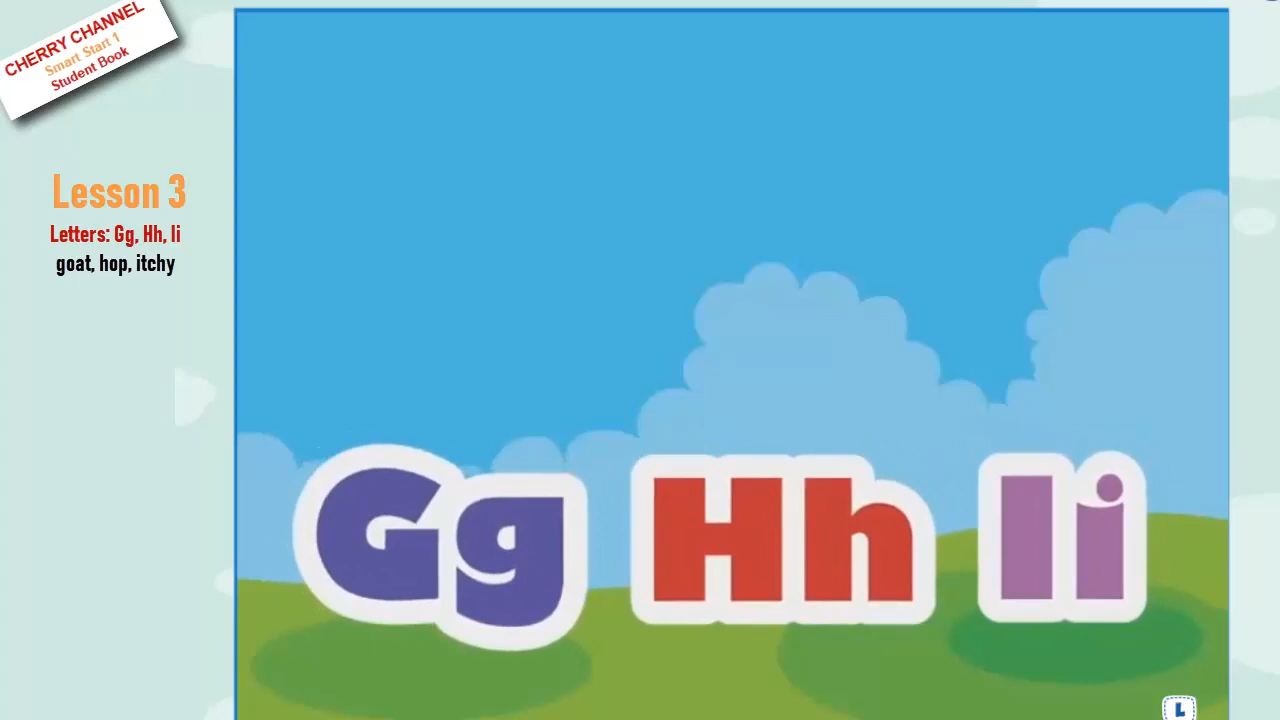 CHERRY CHANNEL
Smart Start 1
Student Book
Lesson 3
Letters: Gg, Hh, Ii
goat, hop, itchy
Gg Hh Ii
L